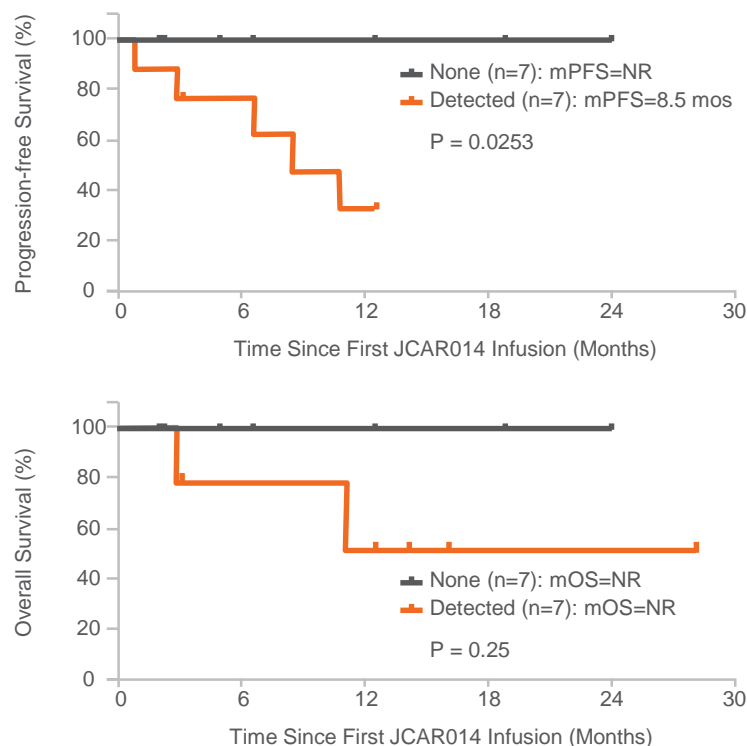 Progression-free Survival (%)
100
80
60
40
20
0
None (n=7): mPFS=NR
Detected (n=7): mPFS=8.5 mos
P = 0.0253
0 6 12 18 24 30
Time Since First JCAR014 Infusion (Months)
Overall Survival (%)
100
80
60
40
20
0
None (n=7): mOS=NR
Detected (n=7): mOS=NR
P = 0.25
0 6 12 18 24 30
Time Since First JCAR014 Infusion (Months)